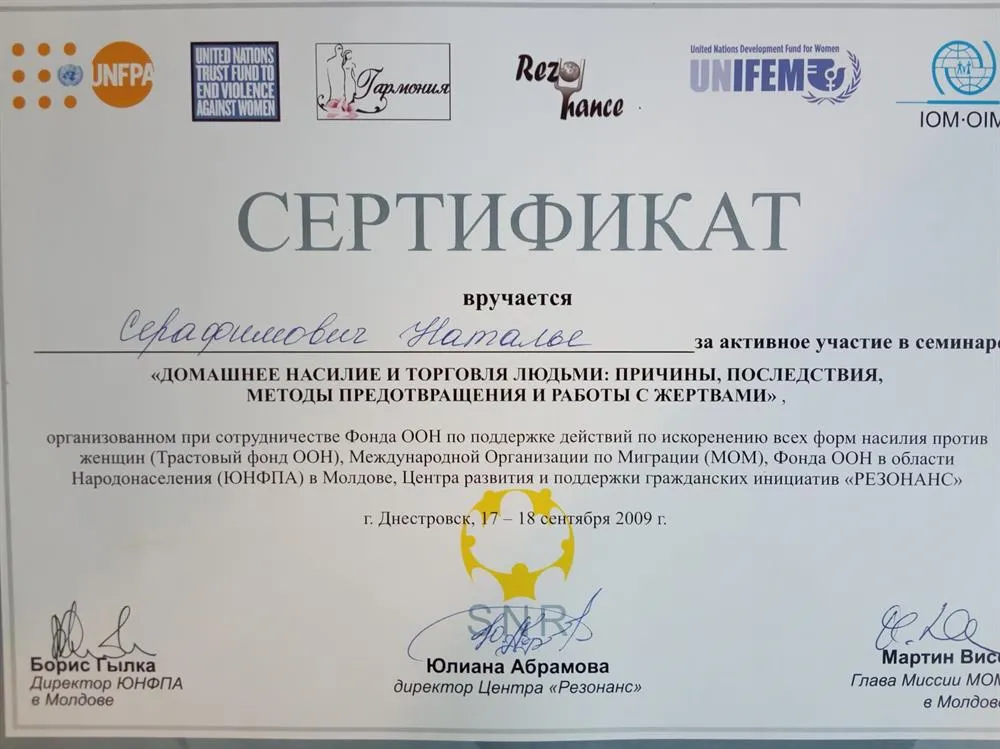 UNFPA
UNITED NATIONS
TRUST FUND TO
END VIOLENCE
AGAINST WOMEN
Гармония
Rezo
nance
United Nations Development Fund for Women
UNIFEM
IOM·OIM
СЕРТИФИКАТ
вручается
Серафимович Наталье за активное участие в семинаре
«ДОМАШНЕЕ НАСИЛИЕ И ТОРГОВЛЯ ЛЮДЬМИ: ПРИЧИНЫ, ПОСЛЕДСТВИЯ,
МЕТОДЫ ПРЕДОТВРАЩЕНИЯ И РАБОТЫ С ЖЕРТВАМИ» ,
организованном при сотрудничестве Фонда ООН по поддержке действий по искоренению всех форм насилия против
женщин (Трастовый фонд ООН), Международной Организации по Миграции (МОМ), Фонда ООН в области
Народонаселения (ЮНФПА) в Молдове, Центра развития и поддержки гражданских инициатив «РЕЗОНАНС»
г. Днестровск, 17 – 18 сентября 2009 г.
SNR
Борис Гылка
Директор ЮНФПА
в Молдове
Юлиана Абрамова
директор Центра «Резонанс»
Мартин
Глава Миссии МОМ
в Молдове